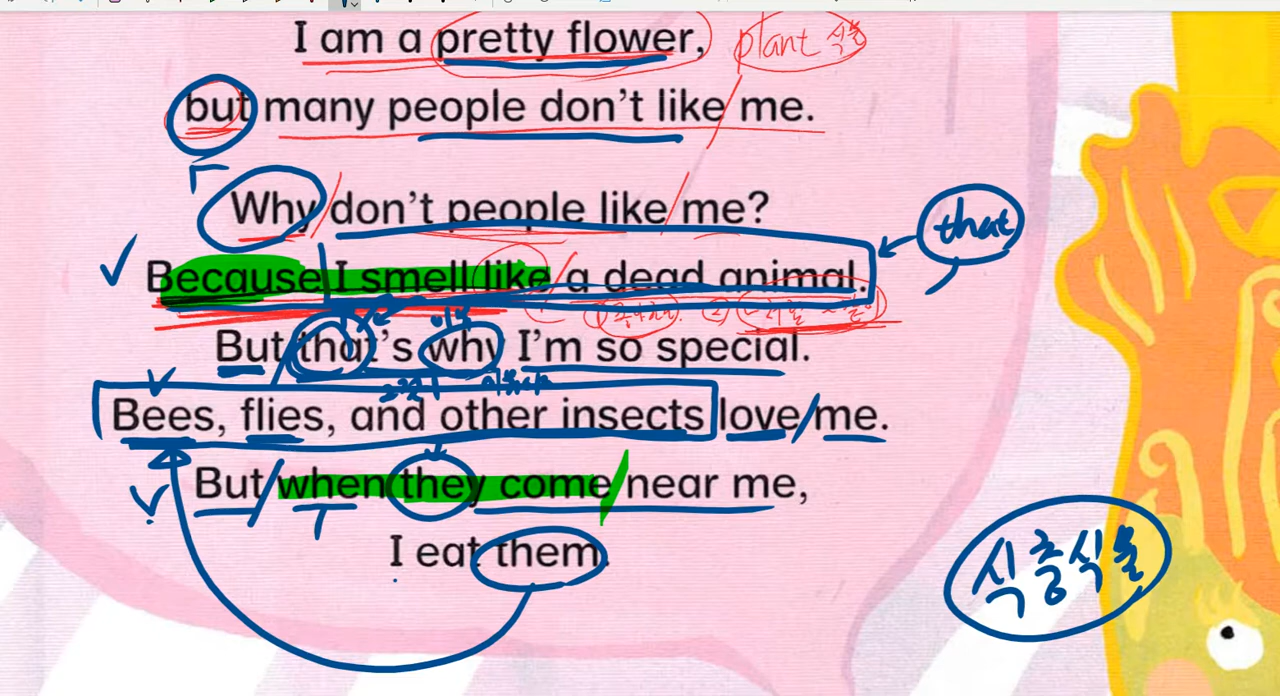 I am a pretty flower, plant 식물
but many people don't like me.
Why don't people like me?
that
Because I smell like a dead animal.
But that's why I'm so special.
Bees, flies, and other insects love me.
But when they come near me,
I eat them.
식충식물